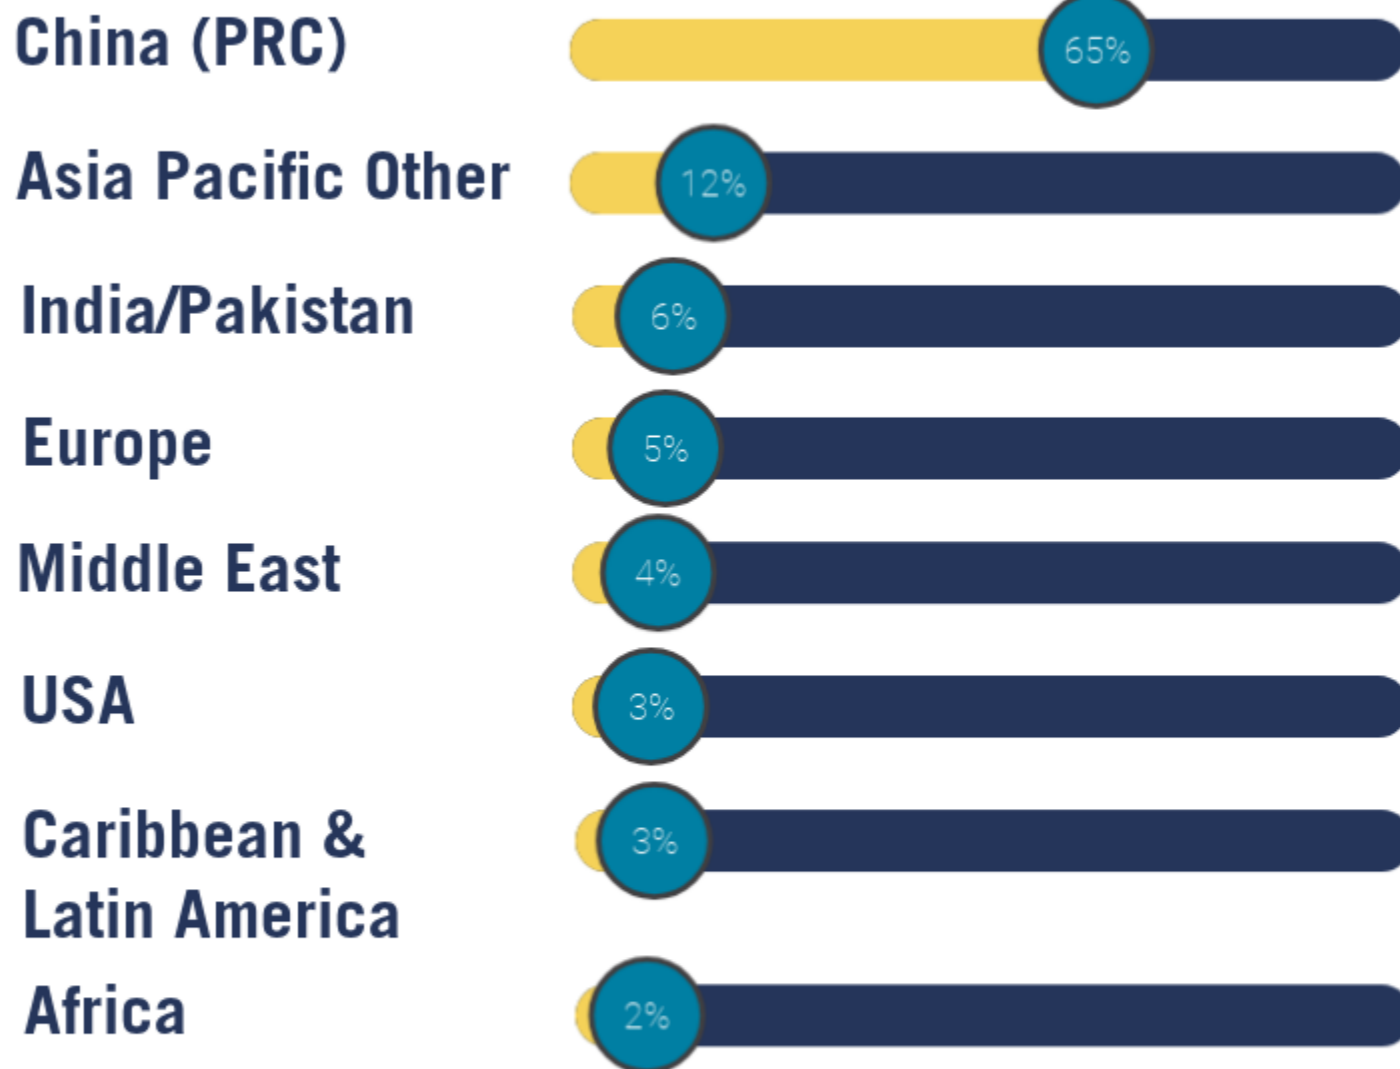 China (PRC) 65%
Asia Pacific Other 12%
India/Pakistan 6%
Europe 5%
Middle East 4%
USA 3%
Caribbean & 3%
Latin America
Africa 2%